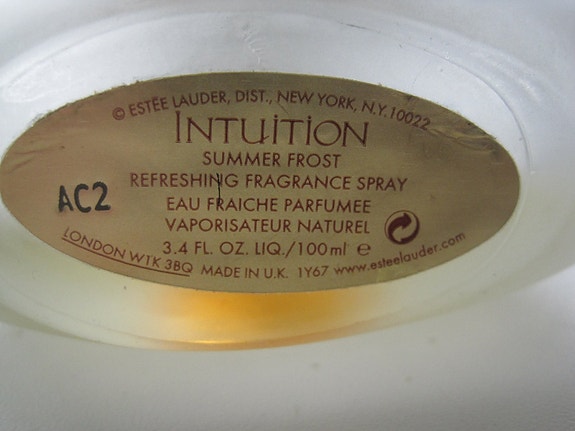 © ESTĒE LAUDER, DIST., NEW YORK, N.Y. 10022
INTUITION
SUMMER FROST
REFRESHING FRAGRANCE SPRAY
AC2
EAU FRAICHE PARFUMEE
VAPORISATEUR NATUREL
3.4 FL. OZ. LIQ./100ml e
LONDON W1K 3BQ MADE IN U.K. 1Y67 www.esteelauder.com